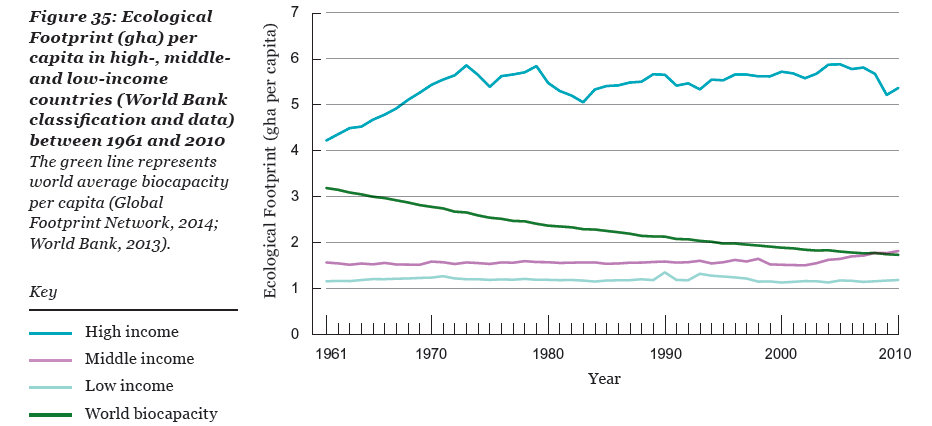 Figure 35: Ecological
Footprint (gha) per
capita in high-, middle-
and low-income
countries (World Bank
classification and data)
between 1961 and 2010
The green line represents
world average biocapacity
per capita (Global
Footprint Network, 2014;
World Bank, 2013).
Key
High income
Middle income
Low income
World biocapacity
Ecological Footprint (gha per capita)
7
6
5
4
3
2
1
0
1961 1970 1980 1990 2000 2010
Year